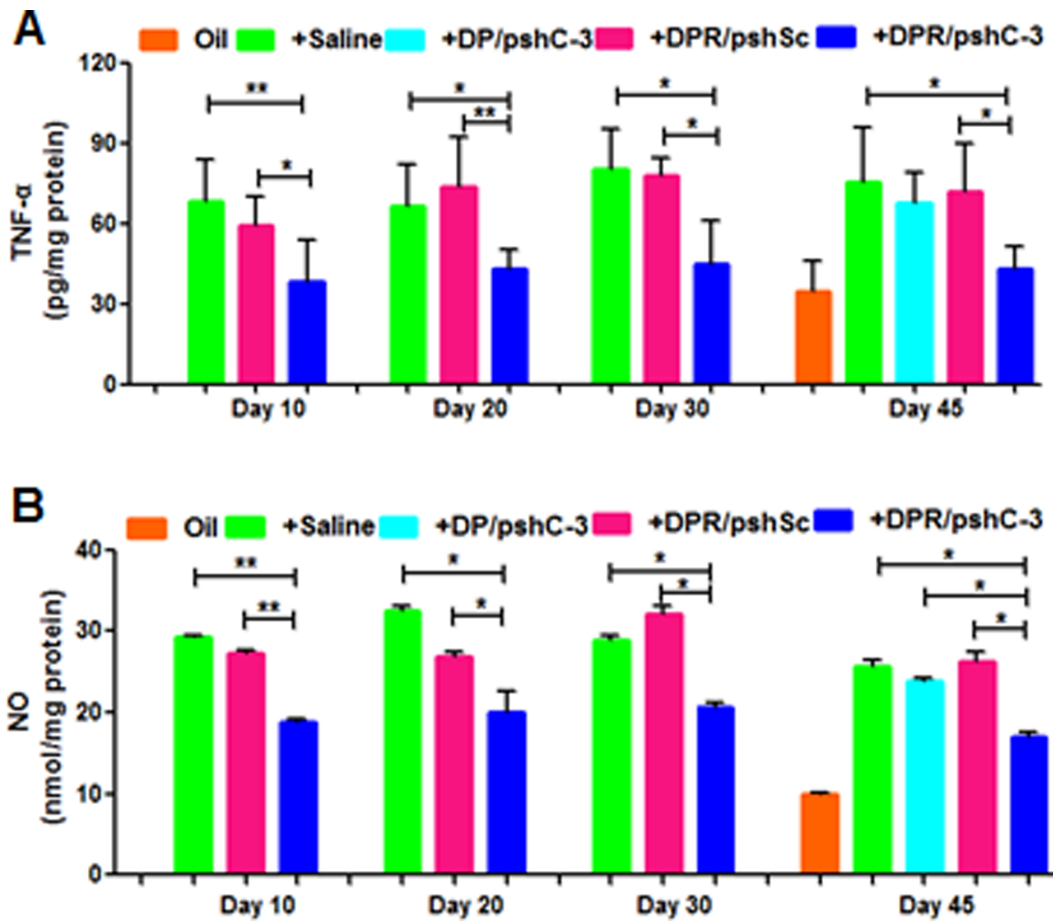 A
Oil +Saline +DP/pshC-3 +DPR/pshSc +DPR/pshC-3
TNF-α
(pg/mg protein)
120
90
60
30
0
** * * ** * * * *
Day 10 Day 20 Day 30 Day 45
B
Oil +Saline +DP/pshC-3 +DPR/pshSc +DPR/pshC-3
NO
(nmol/mg protein)
40
30
20
10
0
** ** * * * * * * *
Day 10 Day 20 Day 30 Day 45